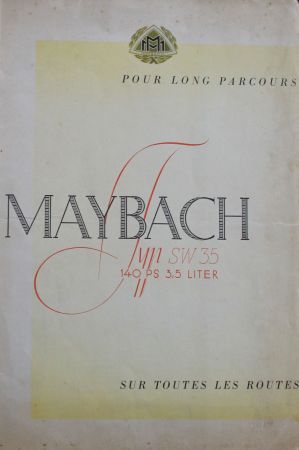 MM
POUR LONG PARCOURS
MAYBACH
Typ SW 35
140 PS 3,5 LITER
SUR TOUTES LES ROUTES